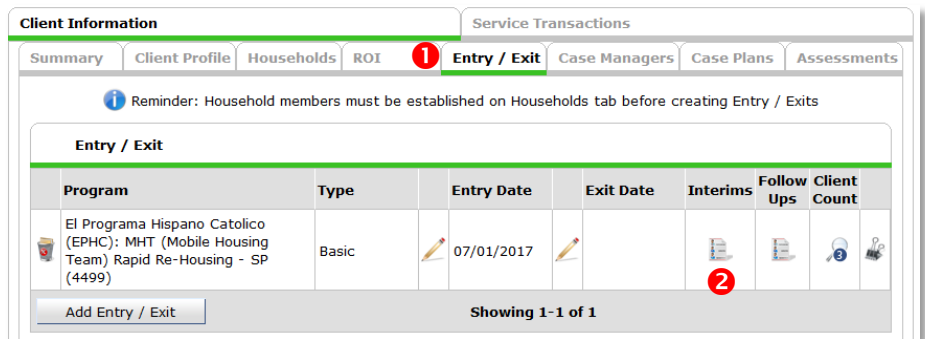 Client Information Service Transactions
Summary Client Profile Households ROI 1 Entry / Exit Case Managers Case Plans Assessments
Reminder: Household members must be established on Households tab before creating Entry / Exits
Entry / Exit
Program Type Entry Date Exit Date Interims Follow Ups Client Count
El Programa Hispano Catolico
(EPHC): MHT (Mobile Housing
Team) Rapid Re-Housing - SP
(4499)
Basic 07/01/2017 3
2
Add Entry / Exit Showing 1-1 of 1